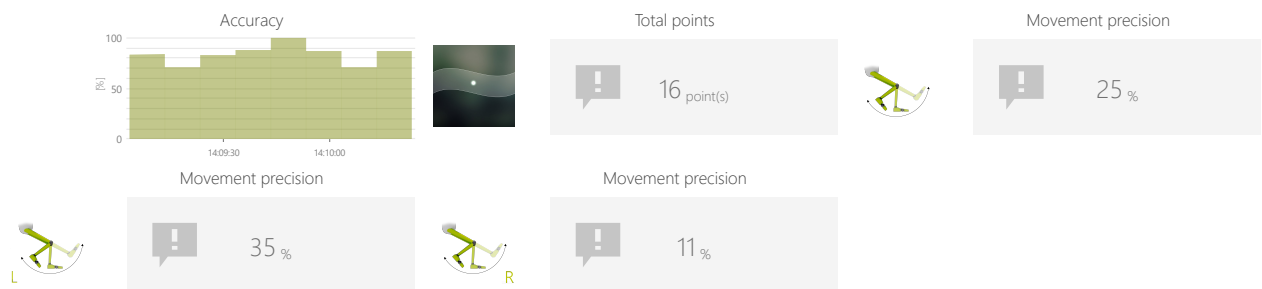 Accuracy
Total points
Movement precision
100
[%]
50
0
14:09:30
14:10:00
16 point(s)
25 %
Movement precision
Movement precision
35 %
11 %
L
R